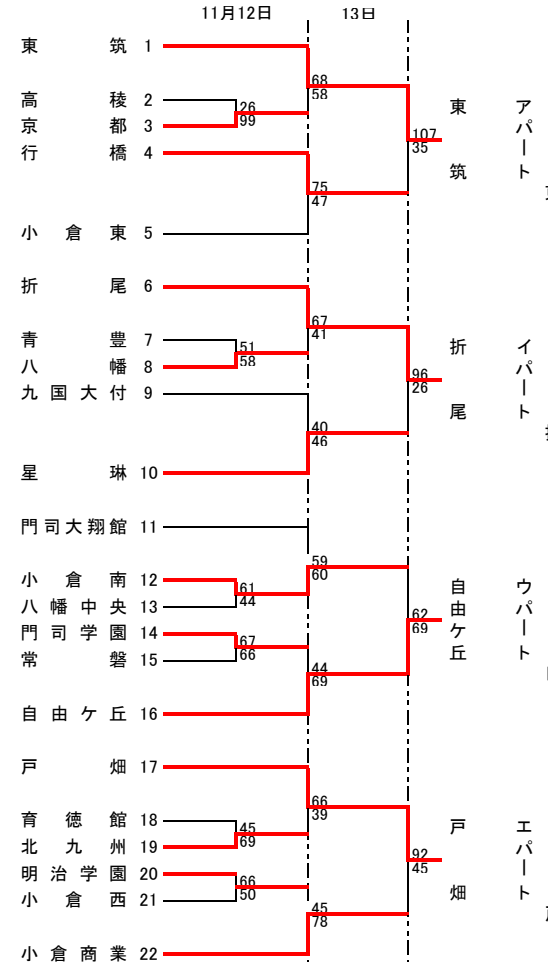 11月12日 13日
東筑 1
高稜 2
京都 3
行橋 4
小倉東 5
折尾 6
青豊 7
八幡 8
九国大付 9
星琳 10
門司大翔館 11
小倉南 12
八幡中央 13
門司学園 14
常磐 15
自由ケ丘 16
戸畑 17
育徳館 18
北九州 19
明治学園 20
小倉西 21
小倉商業 22
26
99
51
58
61
44
67
66
45
69
66
50
68
58
75
47
67
41
40
46
59
60
44
69
66
39
45
78
107
35
96
26
62
69
92
45
東筑
折尾
自由ケ丘
戸畑
アパート
イパート
ウパート
エパート